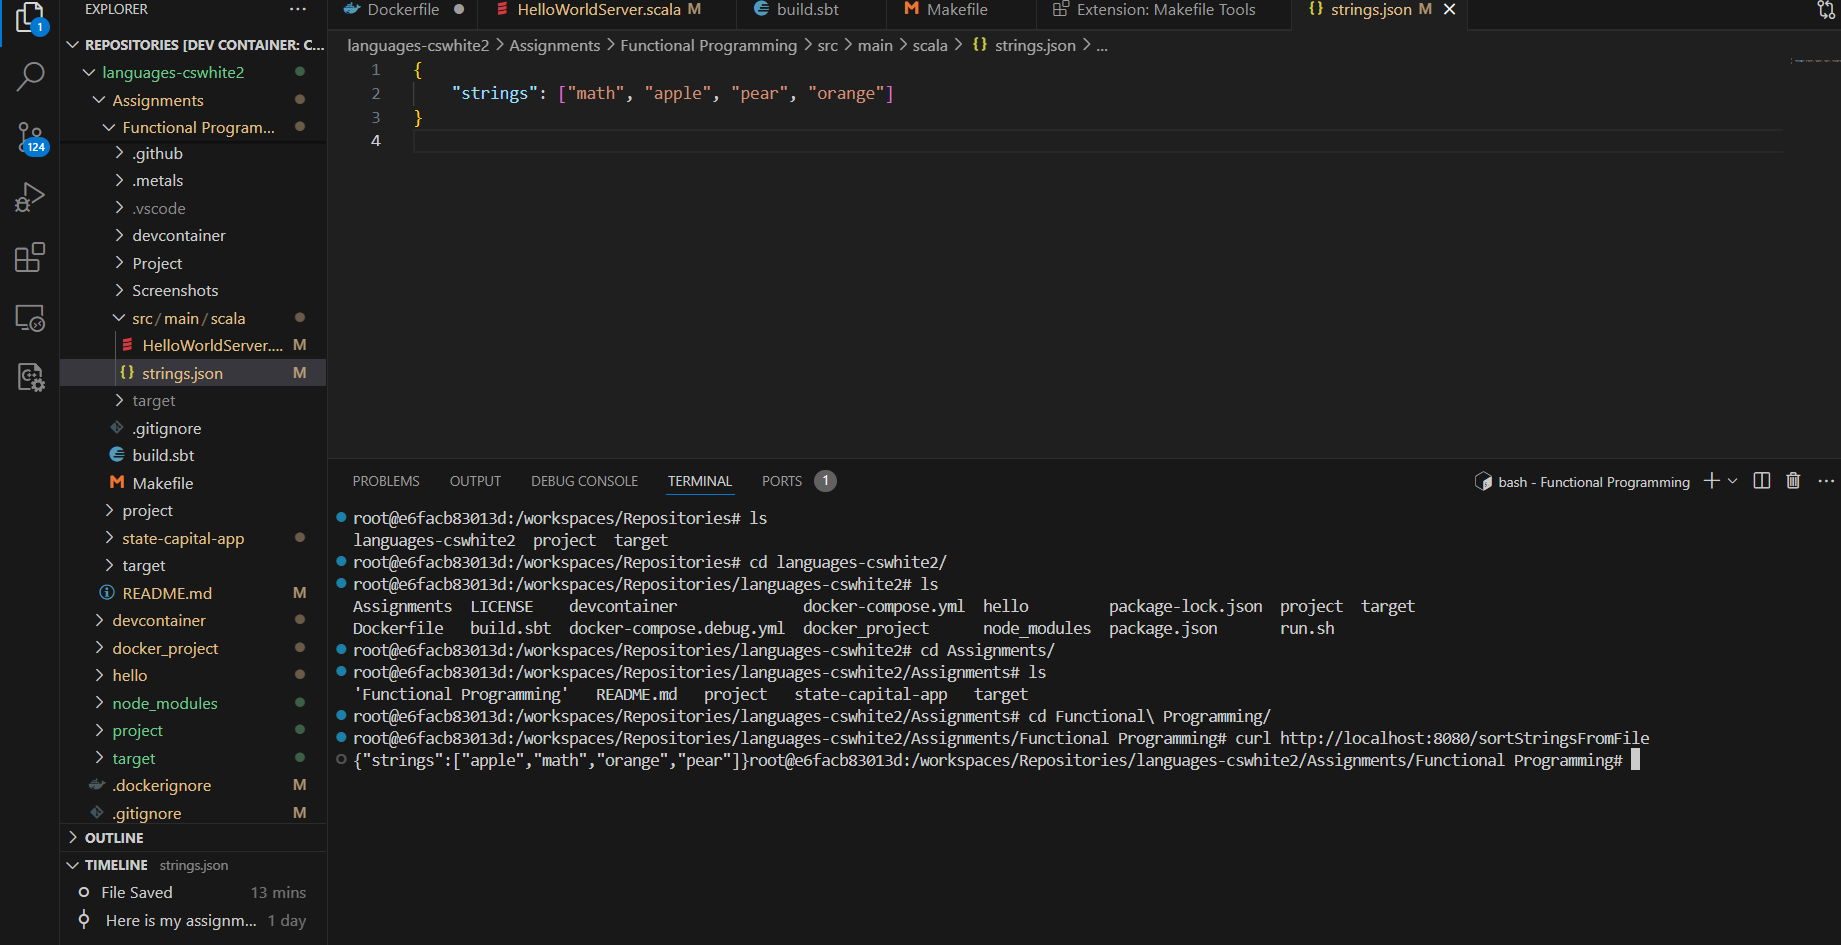 EXPLORER
1
REPOSITORIES [DEV CONTAINER: C...
languages-cswhite2
Assignments
Functional Program...
124
.github
.metals
.vscode
devcontainer
Project
Screenshots
src / main / scala
HelloWorldServer.... M
strings.json M
target
.gitignore
build.sbt
Makefile
project
state-capital-app
target
README.md M
devcontainer
docker_project
hello
node_modules
project
target
.dockerignore M
.gitignore M
OUTLINE
TIMELINE strings.json
File Saved 13 mins
Here is my assignm... 1 day
Dockerfile HelloWorldServer.scala M build.sbt Makefile Extension: Makefile Tools {} strings.json M
languages-cswhite2 > Assignments > Functional Programming > src > main > scala > {} strings.json > ...
1 {
2 "strings": ["math", "apple", "pear", "orange"]
3 }
4
PROBLEMS OUTPUT DEBUG CONSOLE TERMINAL PORTS 1
bash - Functional Programming
root@e6facb83013d:/workspaces/Repositories# ls
languages-cswhite2 project target
root@e6facb83013d:/workspaces/Repositories# cd languages-cswhite2/
root@e6facb83013d:/workspaces/Repositories/languages-cswhite2# ls
Assignments LICENSE devcontainer docker-compose.yml hello package-lock.json project target
Dockerfile build.sbt docker-compose.debug.yml docker_project node_modules package.json run.sh
root@e6facb83013d:/workspaces/Repositories/languages-cswhite2# cd Assignments/
root@e6facb83013d:/workspaces/Repositories/languages-cswhite2/Assignments# ls
'Functional Programming' README.md project state-capital-app target
root@e6facb83013d:/workspaces/Repositories/languages-cswhite2/Assignments# cd Functional\ Programming/
root@e6facb83013d:/workspaces/Repositories/languages-cswhite2/Assignments/Functional Programming# curl http://localhost:8080/sortStringsFromFile
{"strings":["apple","math","orange","pear"]}root@e6facb83013d:/workspaces/Repositories/languages-cswhite2/Assignments/Functional Programming#